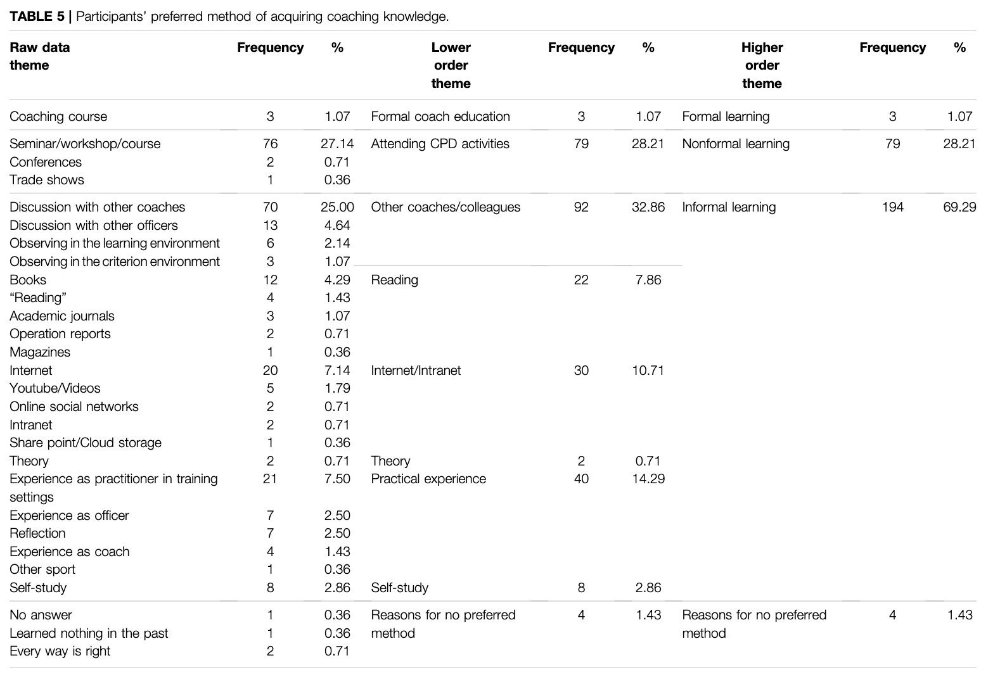 TABLE 5 | Participants’ preferred method of acquiring coaching knowledge.
Raw data Frequency % Lower Frequency % Higher Frequency %
theme order order
theme theme
Coaching course 3 1.07 Formal coach education 3 1.07 Formal learning 3 1.07
Seminar/workshop/course 76 27.14 Attending CPD activities 79 28.21 Nonformal learning 79 28.21
Conferences 2 0.71
Trade shows 1 0.36
Discussion with other coaches 70 25.00 Other coaches/colleagues 92 32.86 Informal learning 194 69.29
Discussion with other officers 13 4.64
Observing in the learning environment 6 2.14
Observing in the criterion environment 3 1.07
Books 12 4.29 Reading 22 7.86
“Reading” 4 1.43
Academic journals 3 1.07
Operation reports 2 0.71
Magazines 1 0.36
Internet 20 7.14 Internet/Intranet 30 10.71
Youtube/Videos 5 1.79
Online social networks 2 0.71
Intranet 2 0.71
Share point/Cloud storage 1 0.36
Theory 2 0.71 Theory 2 0.71
Experience as practitioner in training 21 7.50 Practical experience 40 14.29
settings
Experience as officer 7 2.50
Reflection 7 2.50
Experience as coach 4 1.43
Other sport 1 0.36
Self-study 8 2.86 Self-study 8 2.86
No answer 1 0.36 Reasons for no preferred 4 1.43 Reasons for no preferred 4 1.43
Learned nothing in the past 1 0.36 method method
Every way is right 2 0.71